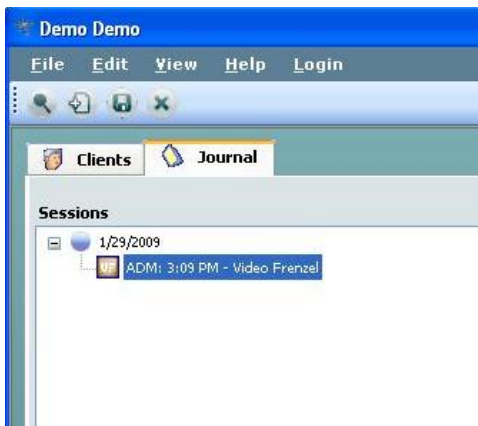 Demo Demo
File Edit View Help Login
Clients Journal
Sessions
1/29/2009
VF ADM: 3:09 PM - Video Frenzel